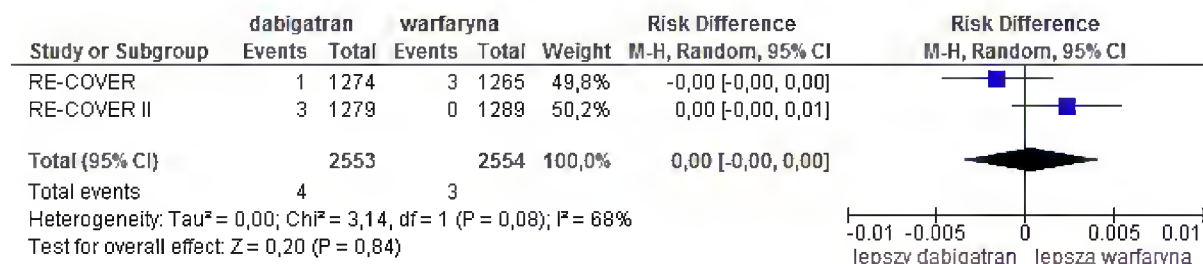 dabigatran warfaryna Risk Difference Risk Difference
Study or Subgroup Events Total Events Total Weight M-H, Random, 95% CI M-H, Random, 95% CI
RE-COVER 1 1274 3 1265 49,8% -0,00 [-0,00, 0,00]
RE-COVER II 3 1279 0 1289 50,2% 0,00 [-0,00, 0,01]
Total (95% CI) 2553 2554 100,0% 0,00 [-0,00, 0,00]
Total events 4 3
Heterogeneity: Tau² = 0,00; Chi² = 3,14, df = 1 (P = 0,08); I² = 68%
Test for overall effect: Z = 0,20 (P = 0,84)
-0.01 -0.005 0 0.005 0.01
lepszy dabigatran lepsza warfaryna